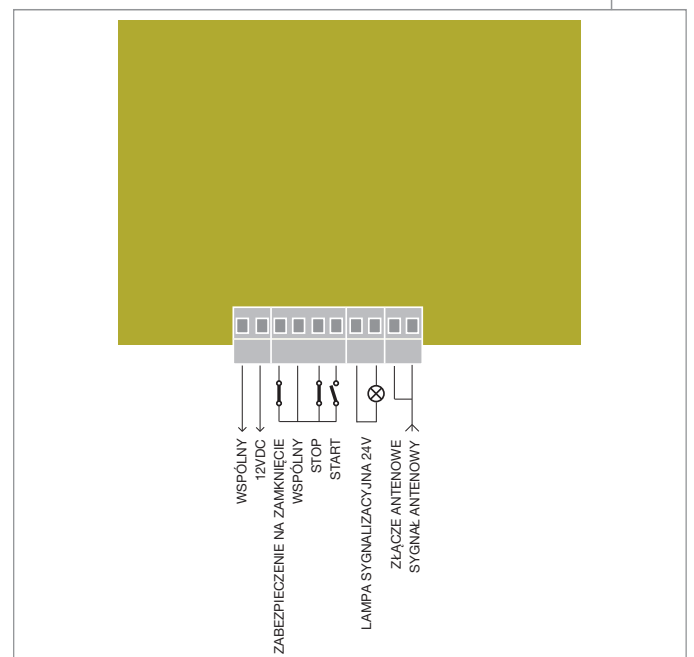 WSPÓLNY
12VDC
ZABEZPIECZENIE NA ZAMKNIĘCIE
WSPÓLNY
STOP
START
LAMPA SYGNALIZACYJNA 24V
ZŁĄCZE ANTENOWE
SYGNAŁ ANTENOWY